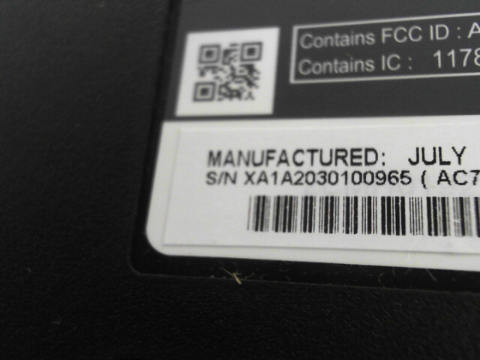 Contains FCC ID : A
Contains IC : 1178
MANUFACTURED: JULY
S/N XA1A2030100965 ( AC7